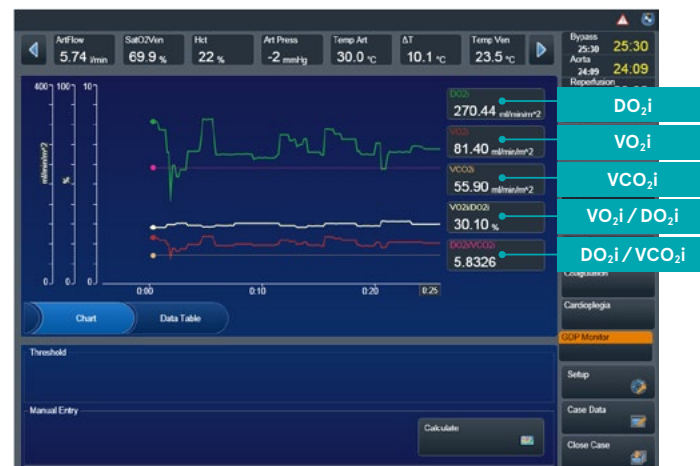 ArtFlow
5.74 l/min
SatO2Ven
69.9 %
Hct
22 %
Art Press
-2 mmHg
Temp Art
30.0 °C
ΔT
10.1 °C
Temp Ven
23.5 °C
Bypass
25:30 25:30
Aorta
24:09 24:09
Reperfusion
400 100 10
ml/min/m^2
%
0 0 0
0:00 0:10 0:20 0:25
DO2i
270.44 ml/min/m^2
DO₂i
VO2i
81.40 ml/min/m^2
VO₂i
VCO2i
55.90 ml/min/m^2
VCO₂i
VO2i/DO2i
30.10 %
VO₂i / DO₂i
DO2i/VCO2i
5.8326
DO₂i / VCO₂i
Coagulation
Cardioplegia
GDP Monitor
Setup
Case Data
Close Case
Chart
Data Table
Threshold
Manual Entry
Calculate